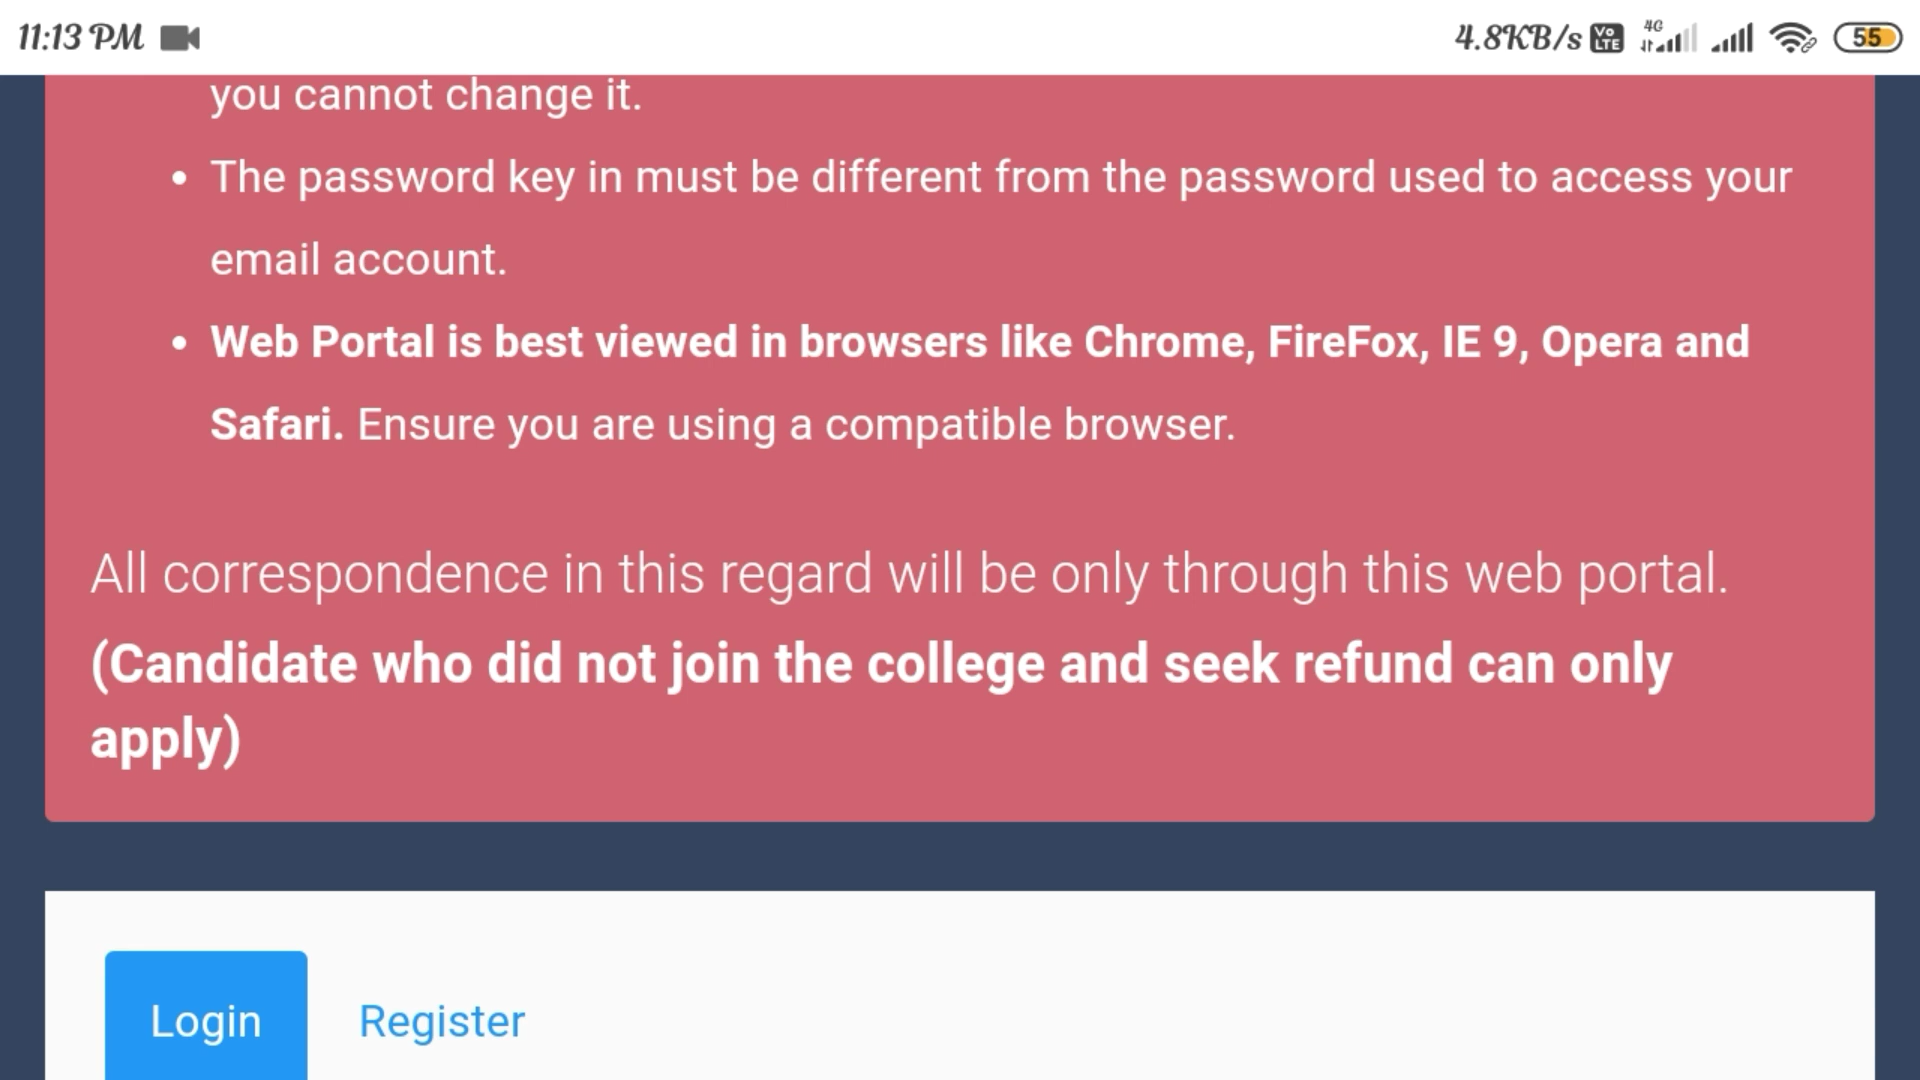 11:13 PM 4.8KB/s Vo LTE 4G 55
you cannot change it.
• The password key in must be different from the password used to access your
email account.
• Web Portal is best viewed in browsers like Chrome, FireFox, IE 9, Opera and
Safari. Ensure you are using a compatible browser.
All correspondence in this regard will be only through this web portal.
(Candidate who did not join the college and seek refund can only
apply)
Login Register